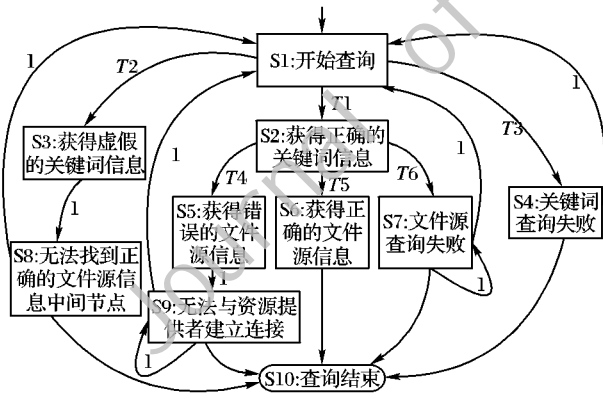 1
S1:开始查询
1
T2
T1
T3
S3:获得虚假
的关键词信息
1
S2:获得正确的
关键词信息
1
T4
T5
T6
1
S5:获得错
误的文件
源信息
S6:获得正
确的文件
源信息
S7:文件源
查询失败
S4:关键词
查询失败
S8:无法找到正
确的文件源信
息中间节点
1
1
S9:无法与资源提
供者建立连接
1
S10:查询结束
Journal of